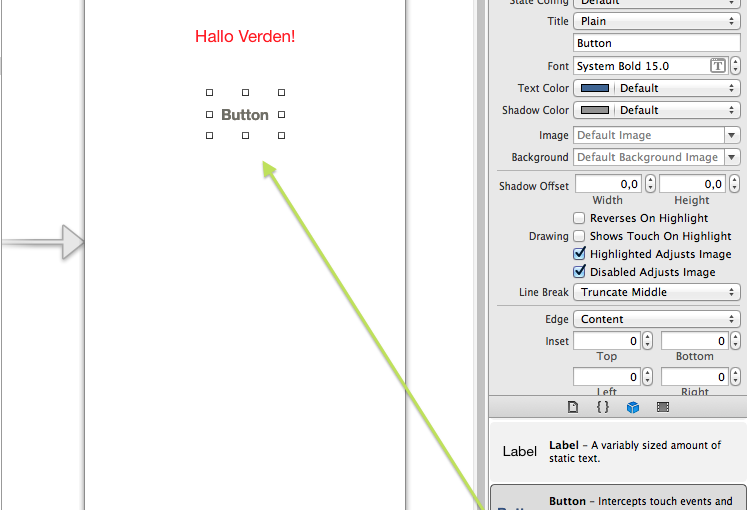 Hallo Verden!
Button
State Config Default
Title Plain
Button
Font System Bold 15.0 T
Text Color Default
Shadow Color Default
Image Default Image
Background Default Background Image
Shadow Offset 0,0 0,0
Width Height
Reverses On Highlight
Drawing Shows Touch On Highlight
Highlighted Adjusts Image
Disabled Adjusts Image
Line Break Truncate Middle
Edge Content
Inset 0 0
Top Bottom
0 0
Left Right
{ }
Label Label – A variably sized amount of
static text.
Button – Intercepts touch events and